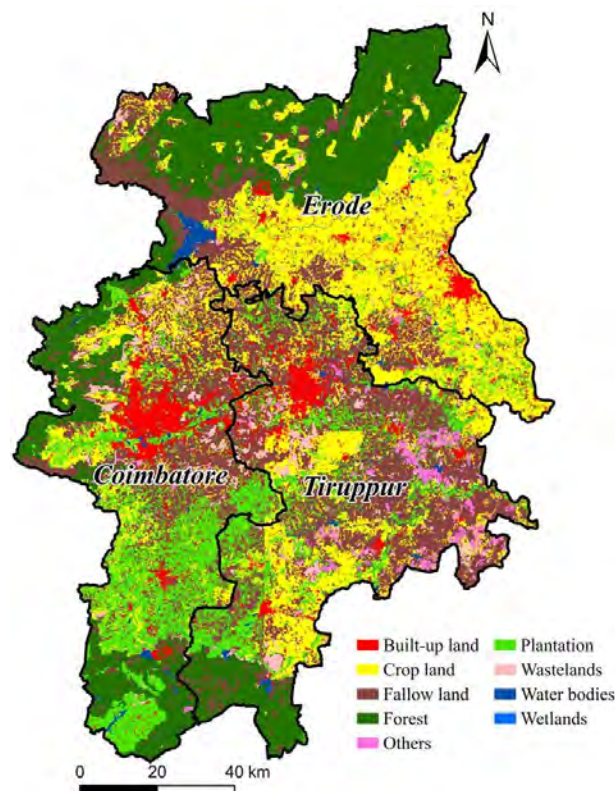 N
Erode
Coimbatore
Tiruppur
Built-up land
Plantation
Crop land
Wastelands
Fallow land
Water bodies
Forest
Wetlands
Others
0 20 40 km